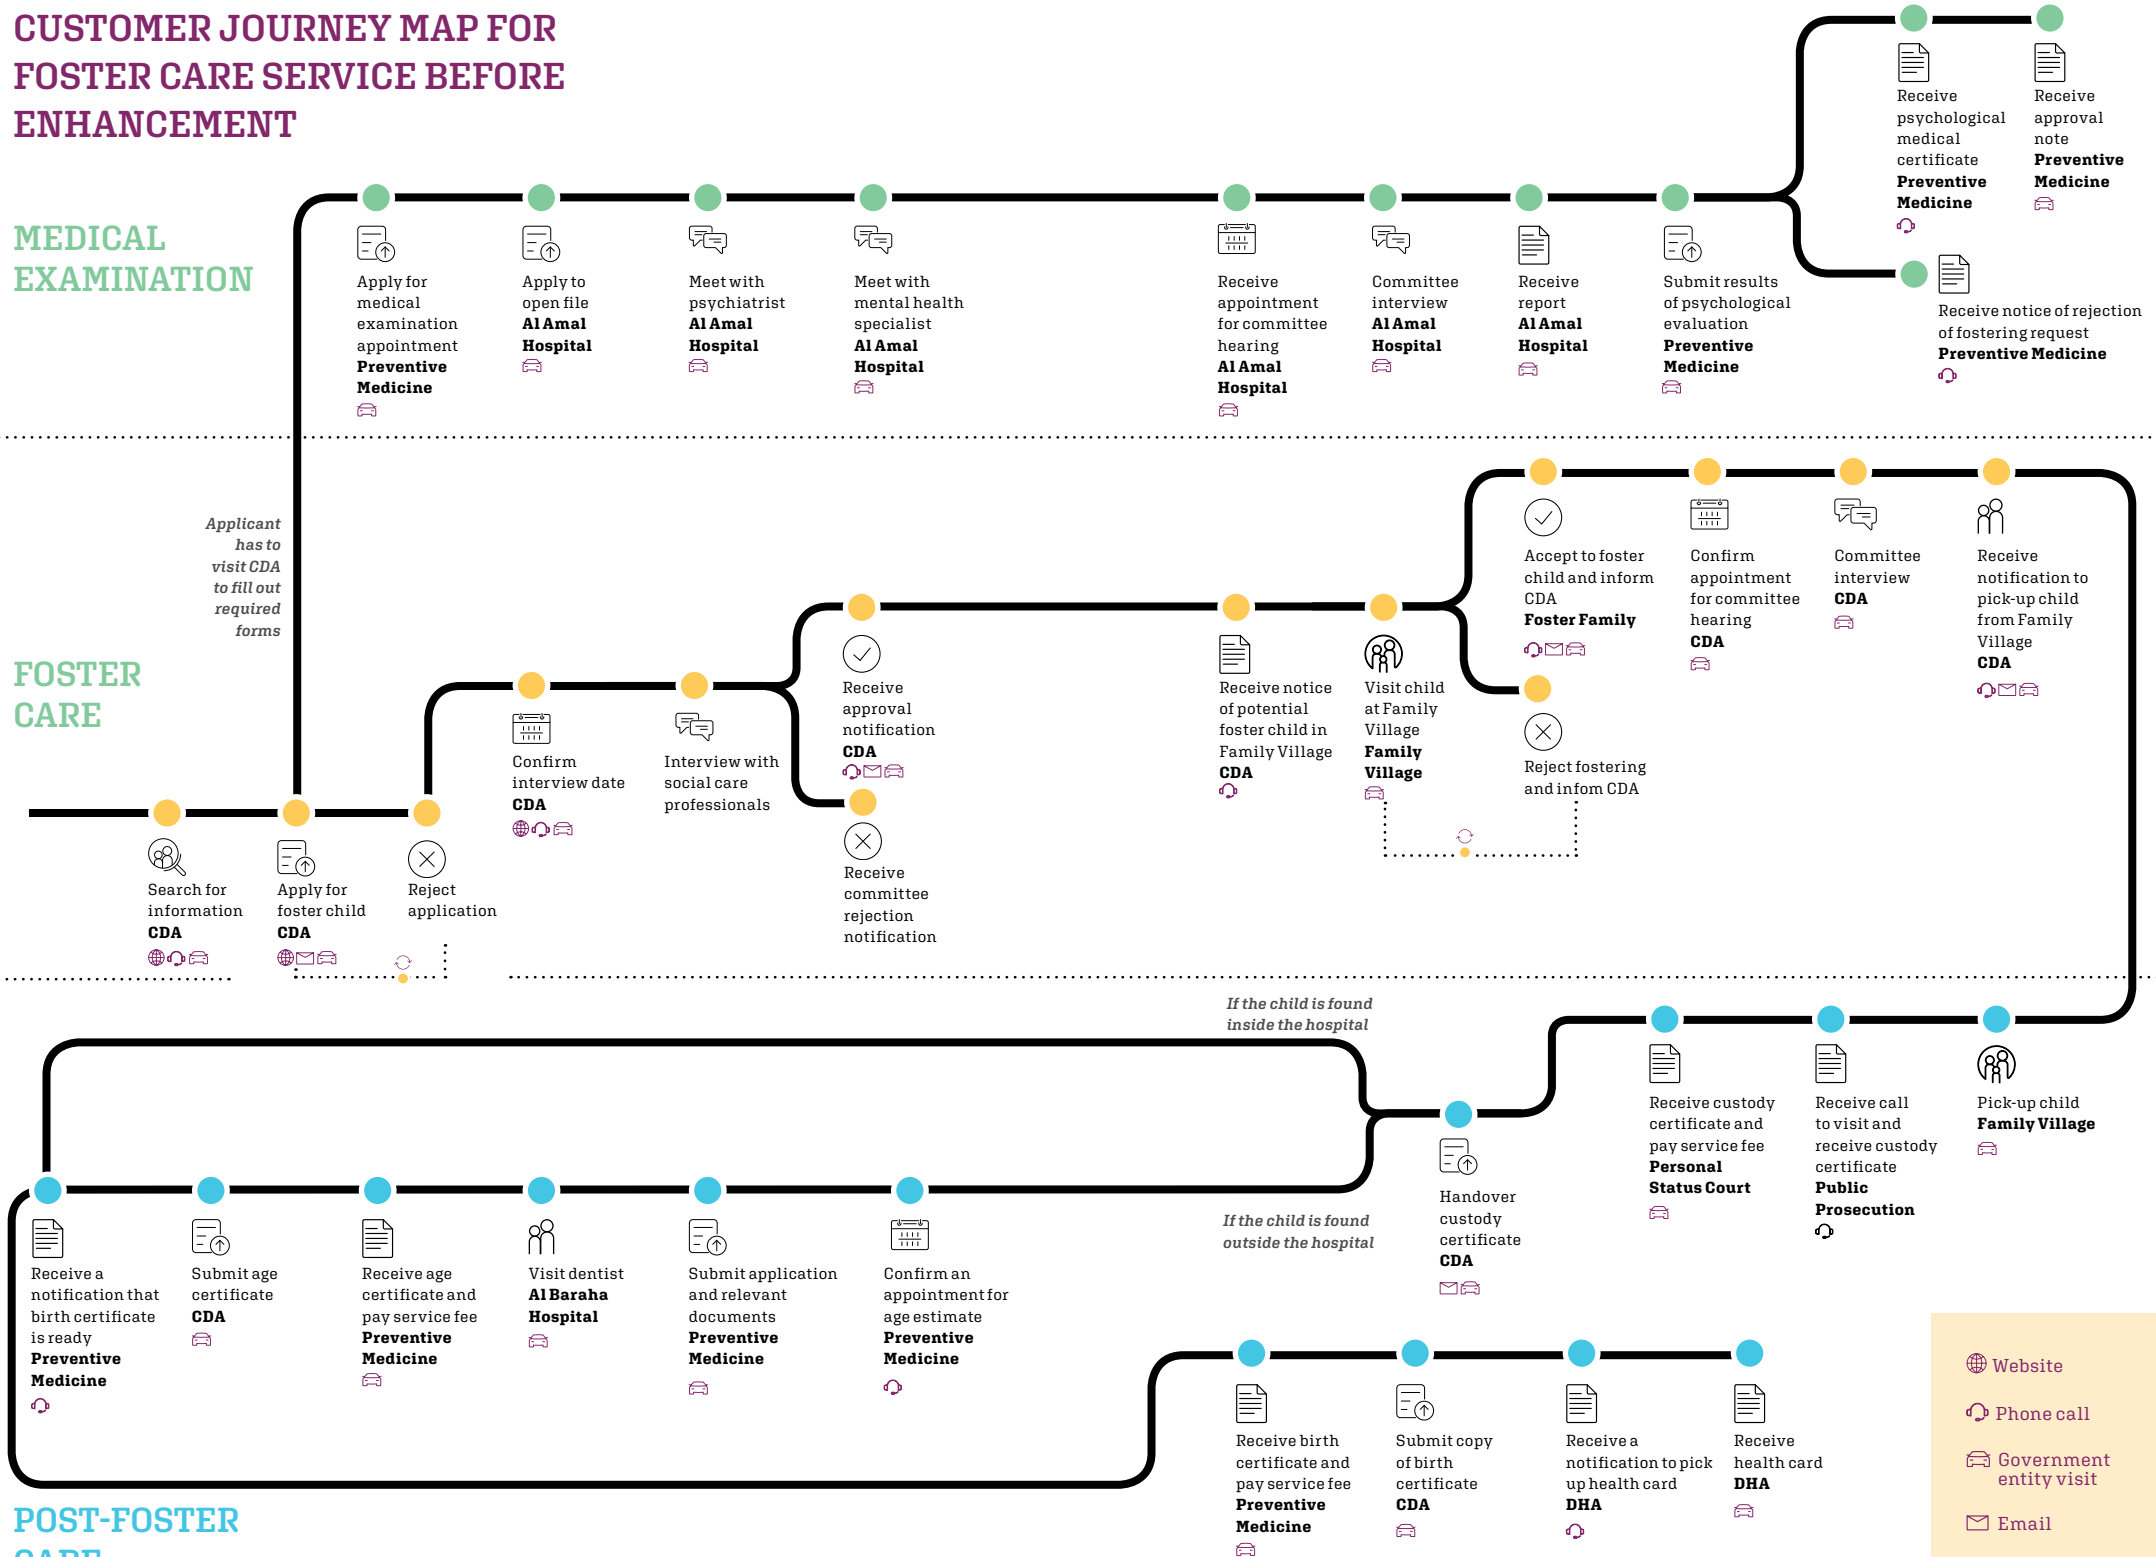 CUSTOMER JOURNEY MAP FOR
FOSTER CARE SERVICE BEFORE
ENHANCEMENT
MEDICAL
EXAMINATION
Apply for
medical
examination
appointment
Preventive
Medicine
Apply to
open file
Al Amal
Hospital
Meet with
psychiatrist
Al Amal
Hospital
Meet with
mental health
specialist
Al Amal
Hospital
Receive
appointment
for committee
hearing
Al Amal
Hospital
Committee
interview
Al Amal
Hospital
Receive
report
Al Amal
Hospital
Submit results
of psychological
evaluation
Preventive
Medicine
Receive
psychological
medical
certificate
Preventive
Medicine
Receive
approval
note
Preventive
Medicine
Receive notice of rejection
of fostering request
Preventive Medicine
Applicant
has to
visit CDA
to fill out
required
forms
FOSTER
CARE
Search for
information
CDA
Apply for
foster child
CDA
Reject
application
Confirm
interview date
CDA
Interview with
social care
professionals
Receive
approval
notification
CDA
Receive
committee
rejection
notification
Receive notice
of potential
foster child in
Family Village
CDA
Visit child
at Family
Village
Family
Village
Accept to foster
child and inform
CDA
Foster Family
Reject fostering
and infom CDA
Confirm
appointment
for committee
hearing
CDA
Committee
interview
CDA
Receive
notification to
pick-up child
from Family
Village
CDA
If the child is found
inside the hospital
If the child is found
outside the hospital
Pick-up child
Family Village
Receive call
to visit and
receive custody
certificate
Public
Prosecution
Receive custody
certificate and
pay service fee
Personal
Status Court
Handover
custody
certificate
CDA
Receive a
notification that
birth certificate
is ready
Preventive
Medicine
Submit age
certificate
CDA
Receive age
certificate and
pay service fee
Preventive
Medicine
Visit dentist
Al Baraha
Hospital
Submit application
and relevant
documents
Preventive
Medicine
Confirm an
appointment for
age estimate
Preventive
Medicine
Receive birth
certificate and
pay service fee
Preventive
Medicine
Submit copy
of birth
certificate
CDA
Receive a
notification to pick
up health card
DHA
Receive
health card
DHA
Website
Phone call
Government
entity visit
Email
POST-FOSTER
CARE